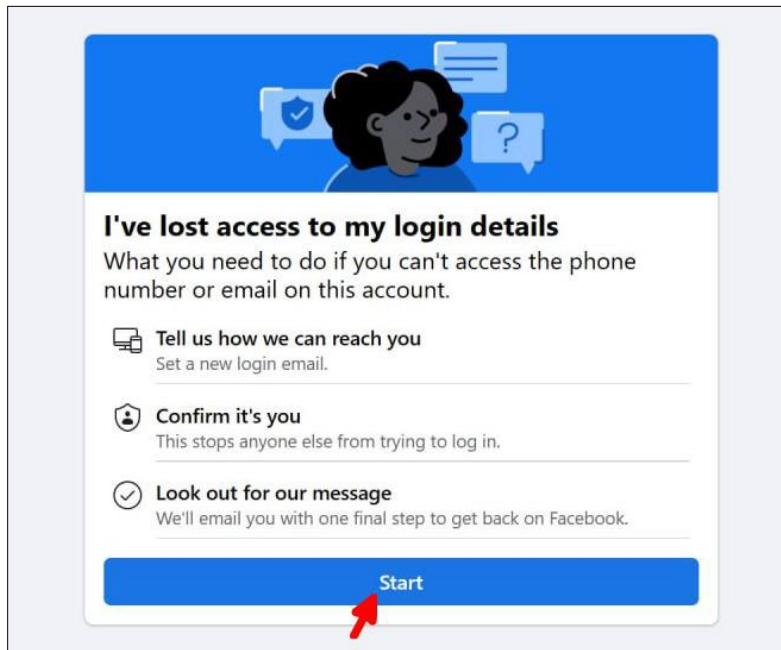 ?
I've lost access to my login details
What you need to do if you can't access the phone
number or email on this account.
Tell us how we can reach you
Set a new login email.
Confirm it's you
This stops anyone else from trying to log in.
Look out for our message
We'll email you with one final step to get back on Facebook.
Start